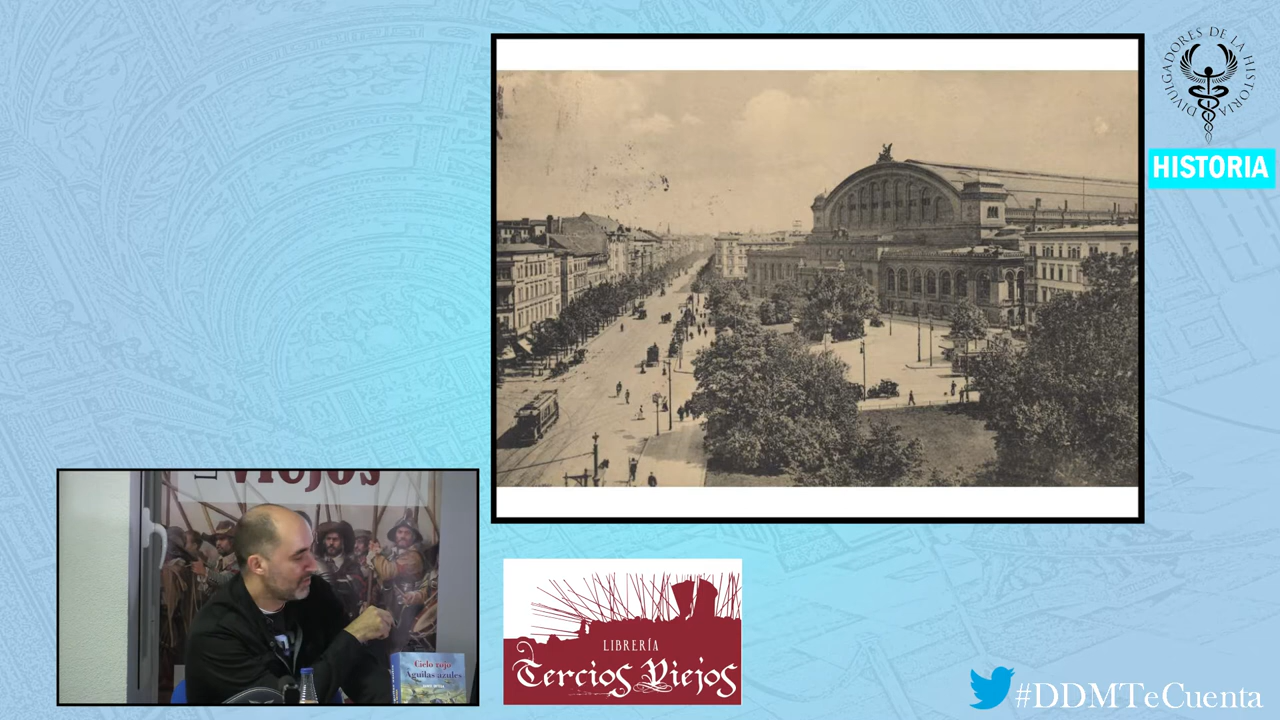 DIVULGADORES DE LA HISTORIA
HISTORIA
VIEJOS
Cielo rojo
Águilas azules
LIBRERÍA
Tercios Viejos
#DDMTeCuenta